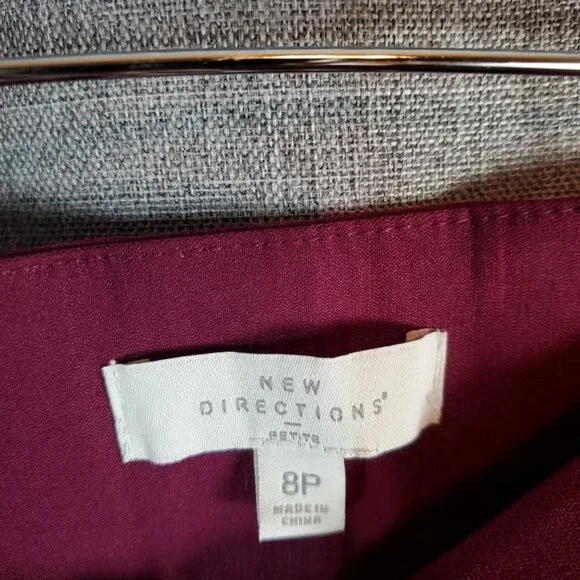 NEW
DIRECTIONS®
PETITE
8P
MADE IN
CHINA